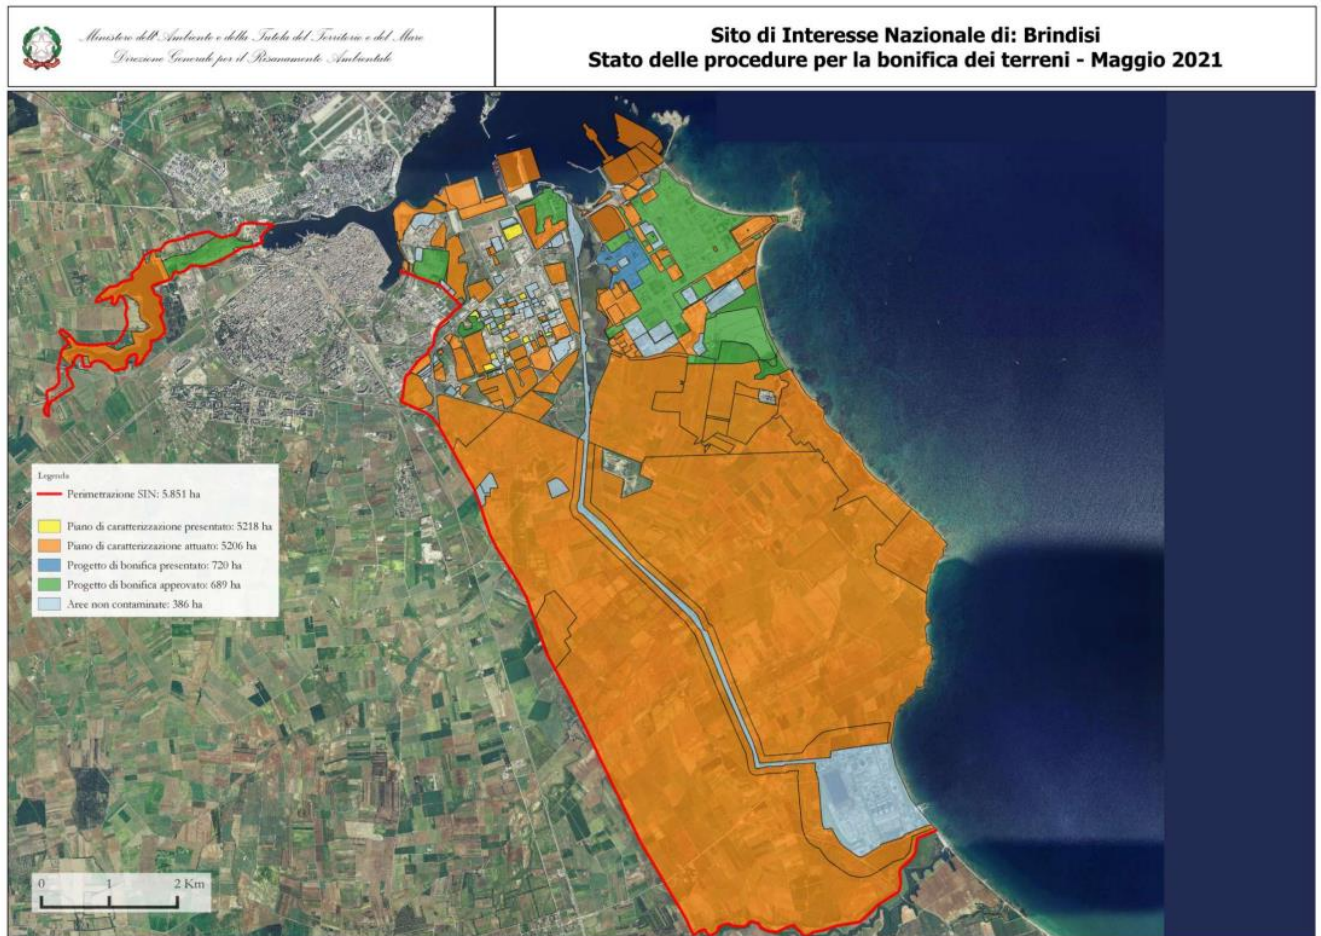 Ministero dell'Ambiente e della Tutela del Territorio e del Mare
Direzione Generale per il Risanamento Ambientale
Sito di Interesse Nazionale di: Brindisi
Stato delle procedure per la bonifica dei terreni - Maggio 2021
Legenda
Perimetrazione SIN: 5.851 ha
Piano di caratterizzazione presentato: 5218 ha
Piano di caratterizzazione attuato: 5206 ha
Progetto di bonifica presentato: 720 ha
Progetto di bonifica approvato: 689 ha
Aree non contaminate: 386 ha
0 1 2 Km